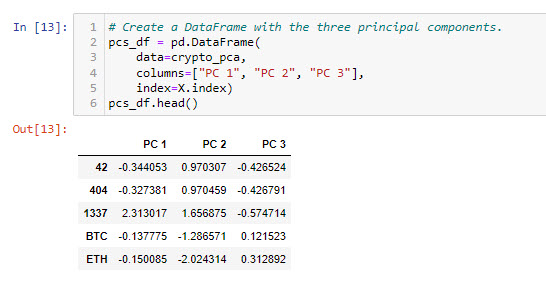 In [13]:
1 # Create a DataFrame with the three principal components.
2 pcs_df = pd.DataFrame(
3     data=crypto_pca,
4     columns=["PC 1", "PC 2", "PC 3"],
5     index=X.index)
6 pcs_df.head()
Out[13]:
PC 1 PC 2 PC 3
42 -0.344053 0.970307 -0.426524
404 -0.327381 0.970459 -0.426791
1337 2.313017 1.656875 -0.574714
BTC -0.137775 -1.286571 0.121523
ETH -0.150085 -2.024314 0.312892